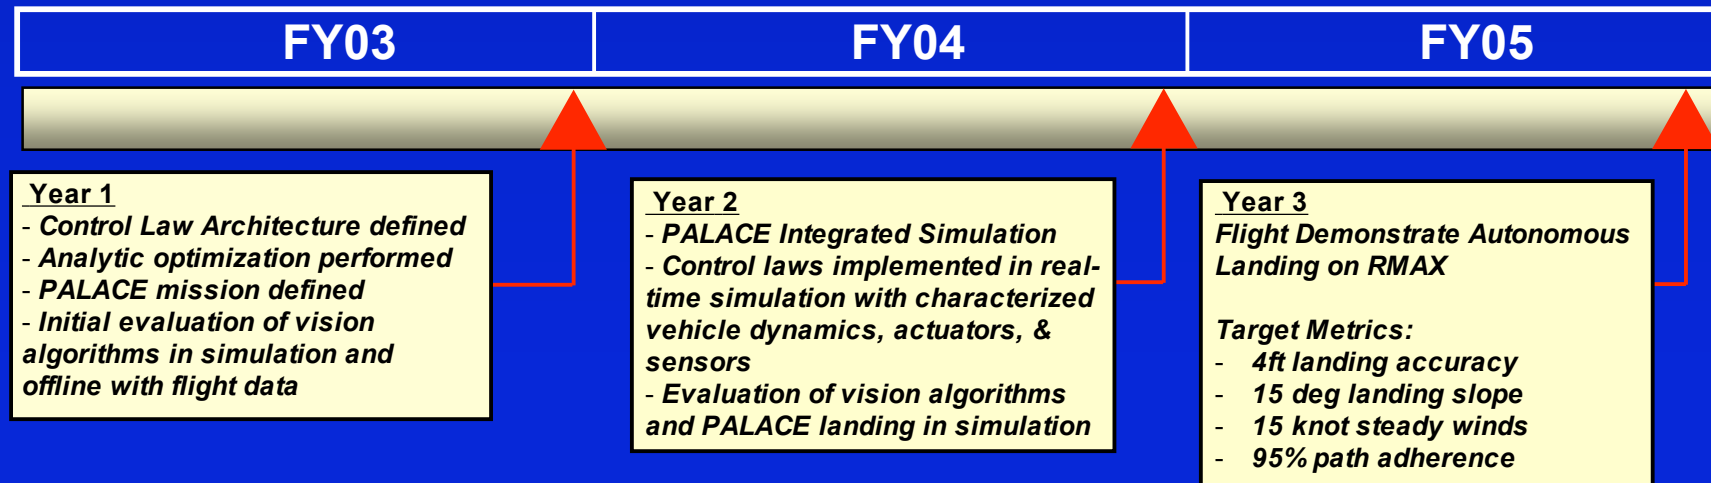 FY03
FY04
FY05
Year 1
- Control Law Architecture defined
- Analytic optimization performed
- PALACE mission defined
- Initial evaluation of vision
algorithms in simulation and
offline with flight data
Year 2
- PALACE Integrated Simulation
- Control laws implemented in real-
time simulation with characterized
vehicle dynamics, actuators, &
sensors
- Evaluation of vision algorithms
and PALACE landing in simulation
Year 3
Flight Demonstrate Autonomous
Landing on RMAX
Target Metrics:
- 4ft landing accuracy
- 15 deg landing slope
- 15 knot steady winds
- 95% path adherence